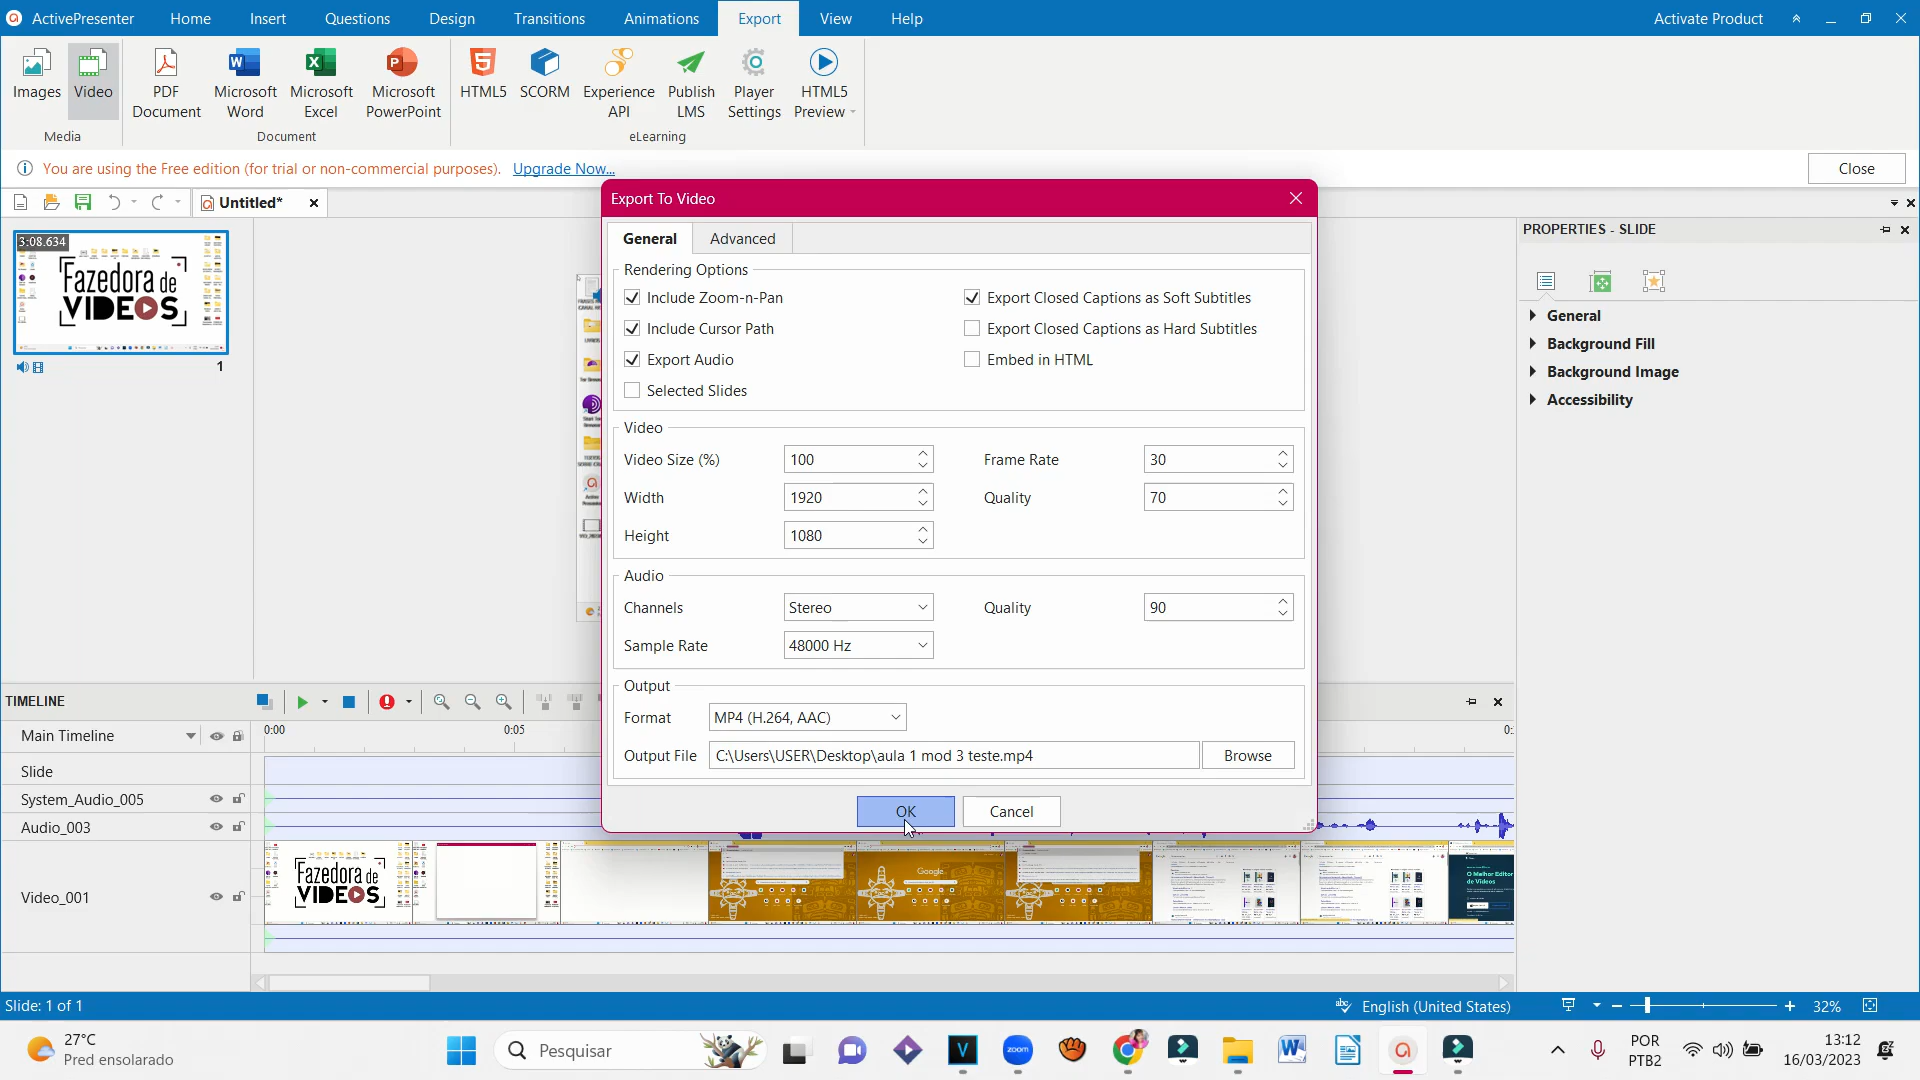 ActivePresenter Home Insert Questions Design Transitions Animations Export View Help Activate Product
Images Video PDF Document Microsoft Word Microsoft Excel Microsoft PowerPoint HTML5 SCORM Experience API Publish LMS Player Settings HTML5 Preview
Media Document eLearning
You are using the Free edition (for trial or non-commercial purposes). Upgrade Now... Close
Untitled*
3:08.634
Fazedora de
VIDEOS
1
Export To Video
General Advanced
Rendering Options
Include Zoom-n-Pan Export Closed Captions as Soft Subtitles
Include Cursor Path Export Closed Captions as Hard Subtitles
Export Audio Embed in HTML
Selected Slides
Video
Video Size (%) 100 Frame Rate 30
Width 1920 Quality 70
Height 1080
Audio
Channels Stereo Quality 90
Sample Rate 48000 Hz
Output
Format MP4 (H.264, AAC)
Output File C:\Users\USER\Desktop\aula 1 mod 3 teste.mp4 Browse
OK Cancel
PROPERTIES - SLIDE
General
Background Fill
Background Image
Accessibility
TIMELINE
Main Timeline 0:00 0:05 0:
Slide
System_Audio_005
Audio_003
Video_001
Fazedora de
VIDEOS
Google
O Melhor Editor
de Vídeos
Slide: 1 of 1 English (United States) 32%
27°C
Pred ensolarado
Pesquisar
zoom
POR
PTB2
13:12
16/03/2023